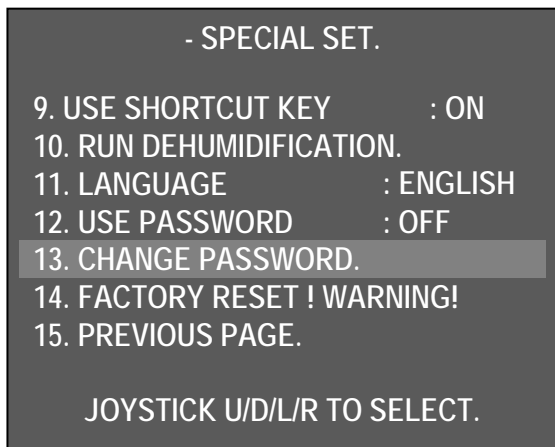 - SPECIAL SET.
9. USE SHORTCUT KEY : ON
10. RUN DEHUMIDIFICATION.
11. LANGUAGE : ENGLISH
12. USE PASSWORD : OFF
13. CHANGE PASSWORD.
14. FACTORY RESET ! WARNING!
15. PREVIOUS PAGE.
JOYSTICK U/D/L/R TO SELECT.